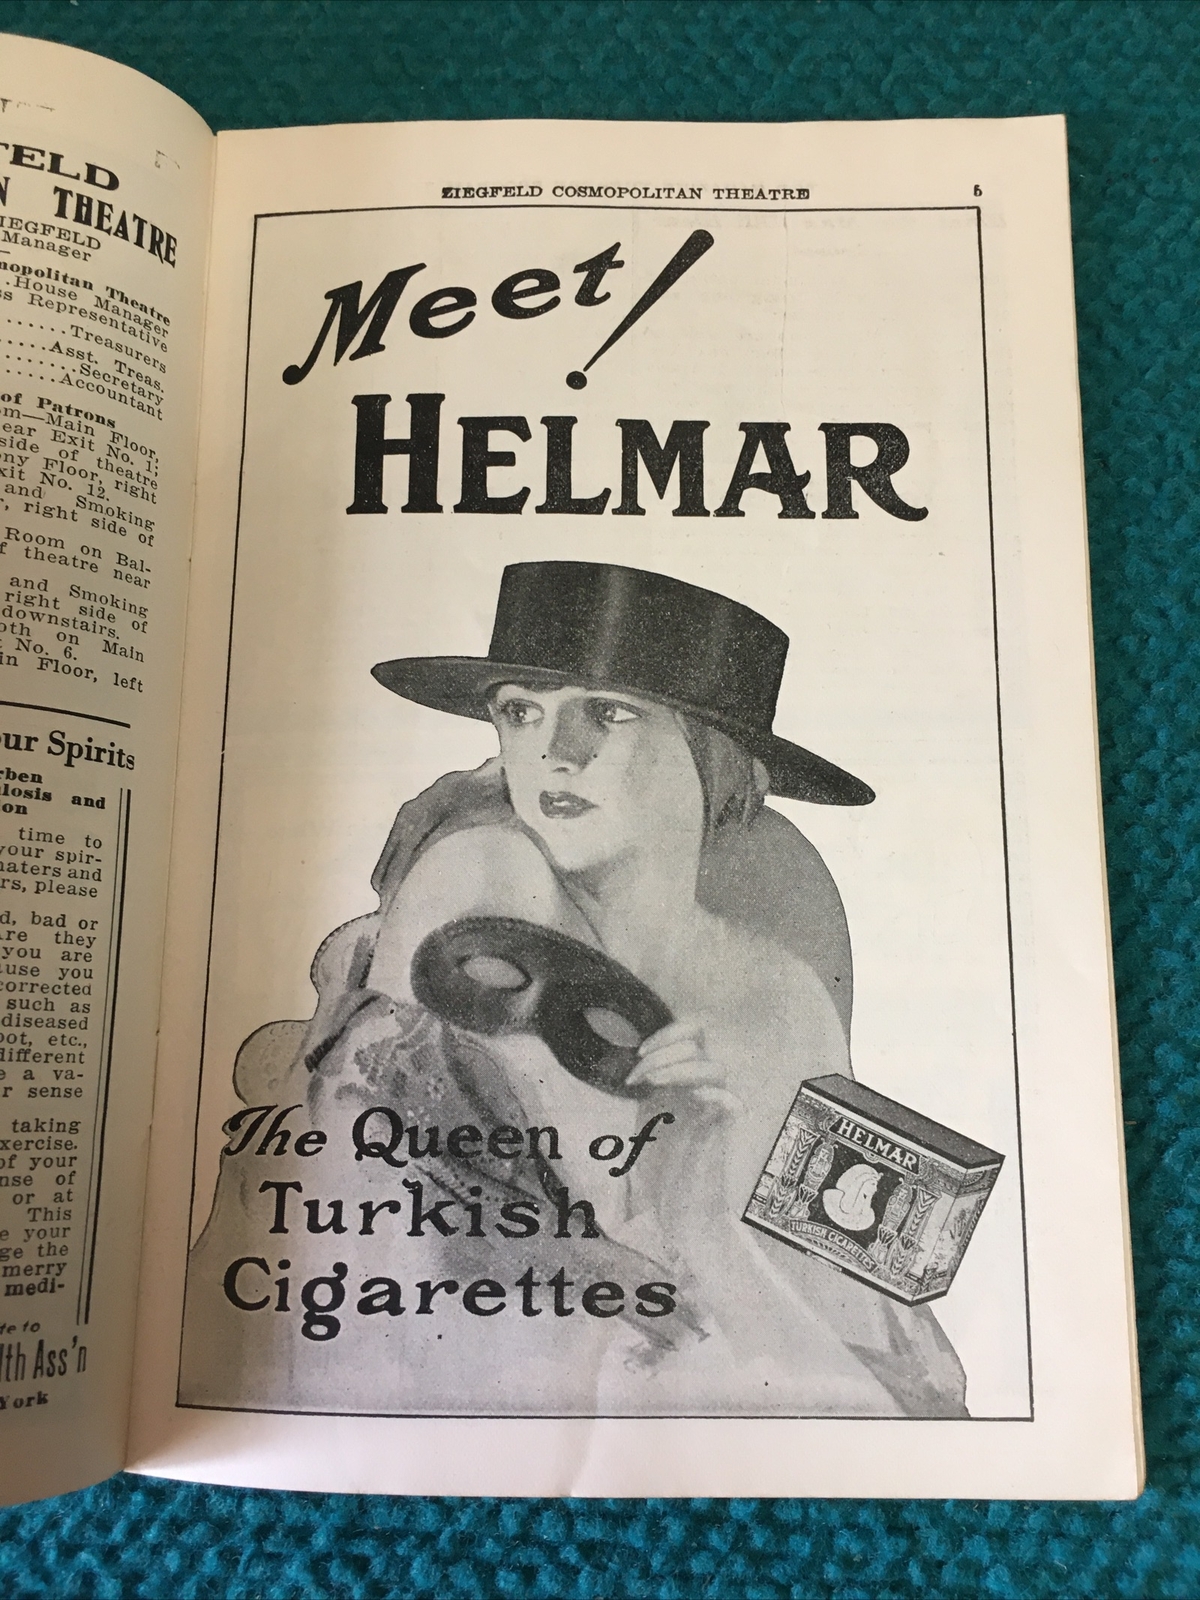 FELD
N THEATRE
IEGFELD
Manager
mopolitan Theatre
..House Manager
ss Representative
......Treasurers
.....Asst. Treas.
........Secretary
......Accountant
of Patrons
om—Main Floor,
ear Exit No. 1;
side of theatre
ony Floor, right
xit No. 12.
and Smoking
r, right side of
Room on Bal-
f theatre near
and Smoking
right side of
downstairs.
oth on Main
t No. 6.
in Floor, left
our Spirits
rben
losis and
on
time to
your spir-
maters and
rs, please
d, bad or
Are they
you are
ause you
corrected
such as
diseased
oot, etc.,
different
e a va-
r sense
taking
xercise.
of your
nse of
or at
This
e your
ge the
merry
medi-
te to
lth Ass'n
York
ZIEGFELD COSMOPOLITAN THEATRE 5
Meet!
HELMAR
The Queen of
Turkish
Cigarettes
HELMAR
TURKISH CIGARETTES